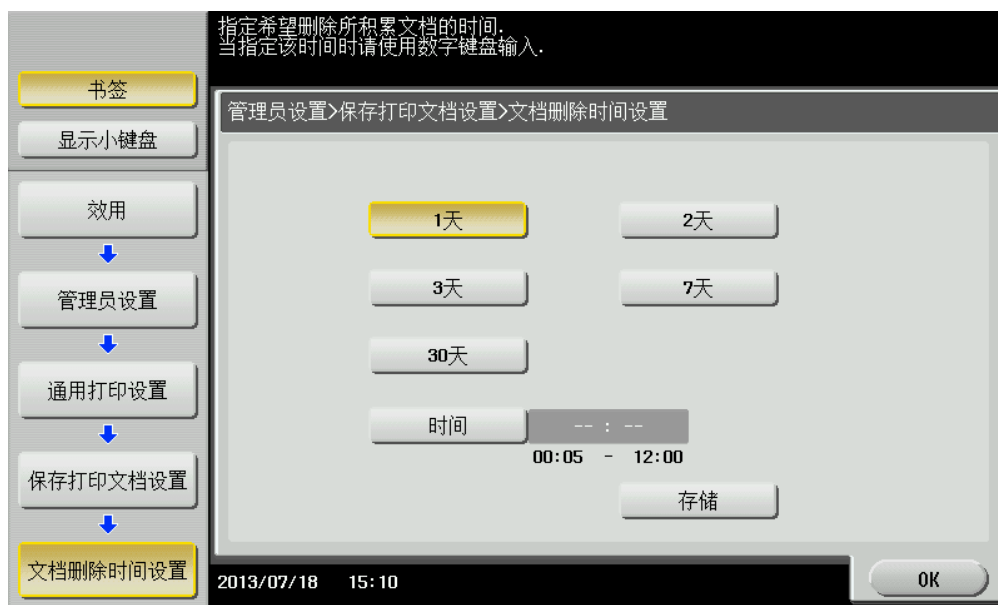 指定希望删除所积累文档的时间.
当指定该时间时请使用数字键盘输入.
书签
显示小键盘
效用
管理员设置
通用打印设置
保存打印文档设置
文档删除时间设置
管理员设置>保存打印文档设置>文档删除时间设置
1天
2天
3天
7天
30天
时间
-- : --
00:05 - 12:00
存储
2013/07/18 15:10
OK